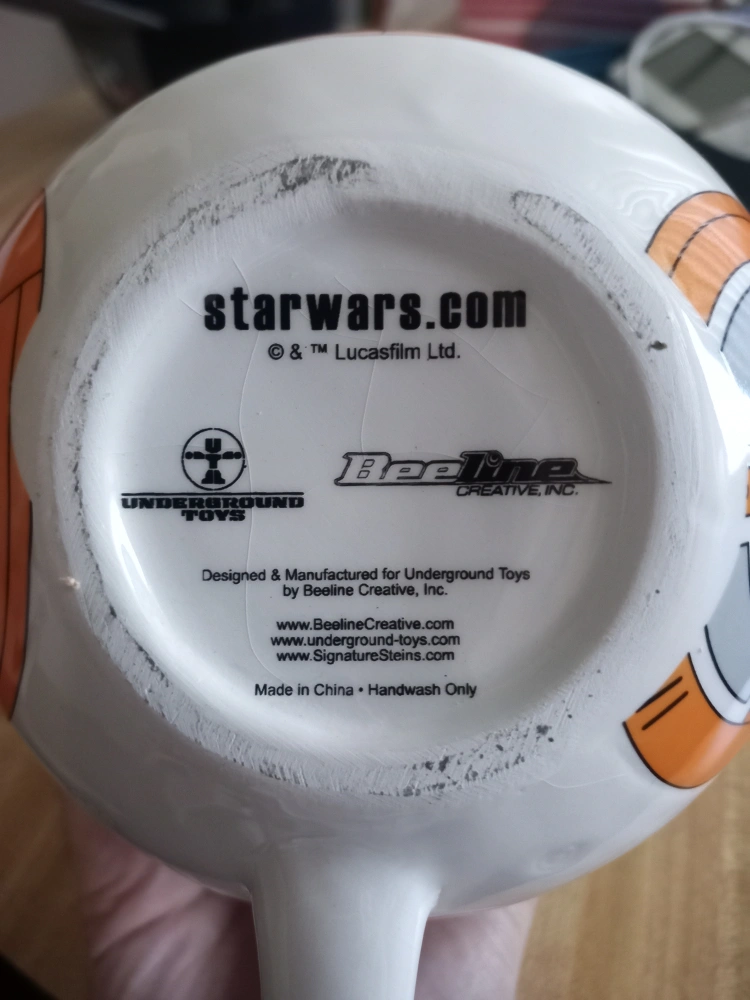 starwars.com
© & ™ Lucasfilm Ltd.
UTA
UNDERGROUND
TOYS
Beeline
CREATIVE, INC.
Designed & Manufactured for Underground Toys
by Beeline Creative, Inc.
www.BeelineCreative.com
www.underground-toys.com
www.SignatureSteins.com
Made in China • Handwash Only